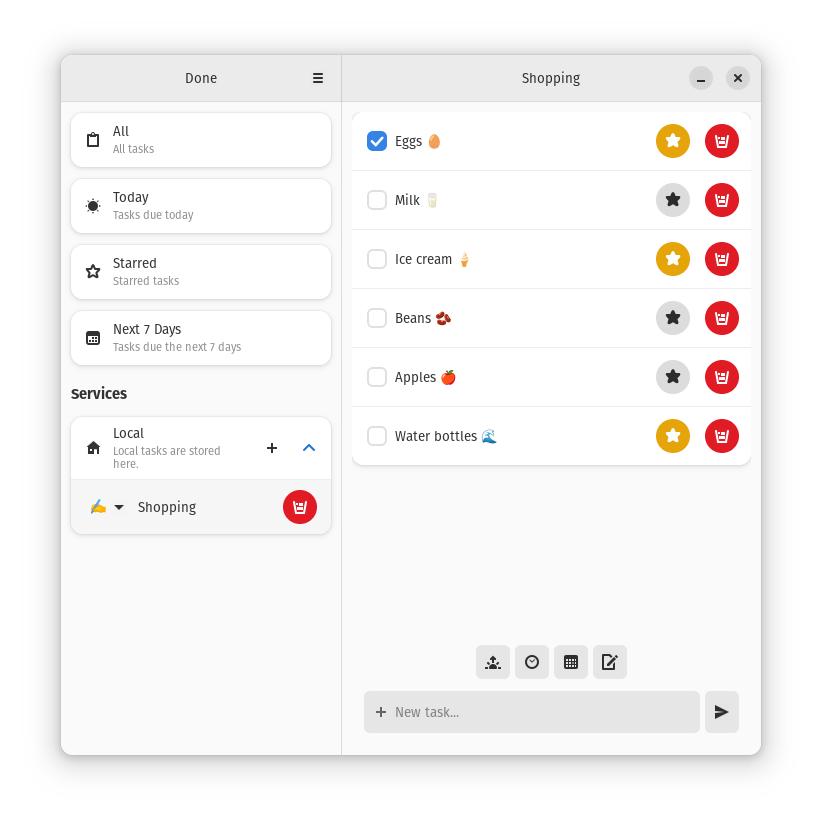 Done
Shopping
All
All tasks
Today
Tasks due today
Starred
Starred tasks
Next 7 Days
Tasks due the next 7 days
Services
Local
Local tasks are stored
here.
✍️ Shopping
Eggs 🥚
Milk 🥛
Ice cream 🍦
Beans 🫘
Apples 🍎
Water bottles 🌊
New task...